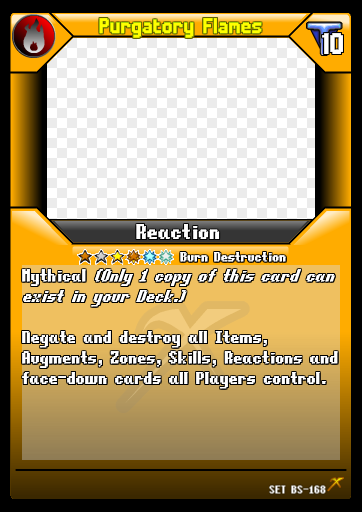 Purgatory Flames
10
Reaction
Burn Destruction
Mythical (Only 1 copy of this card can
exist in your Deck.)
Negate and destroy all Items,
Augments, Zones, Skills, Reactions and
face-down cards all Players control.
SET BS-168